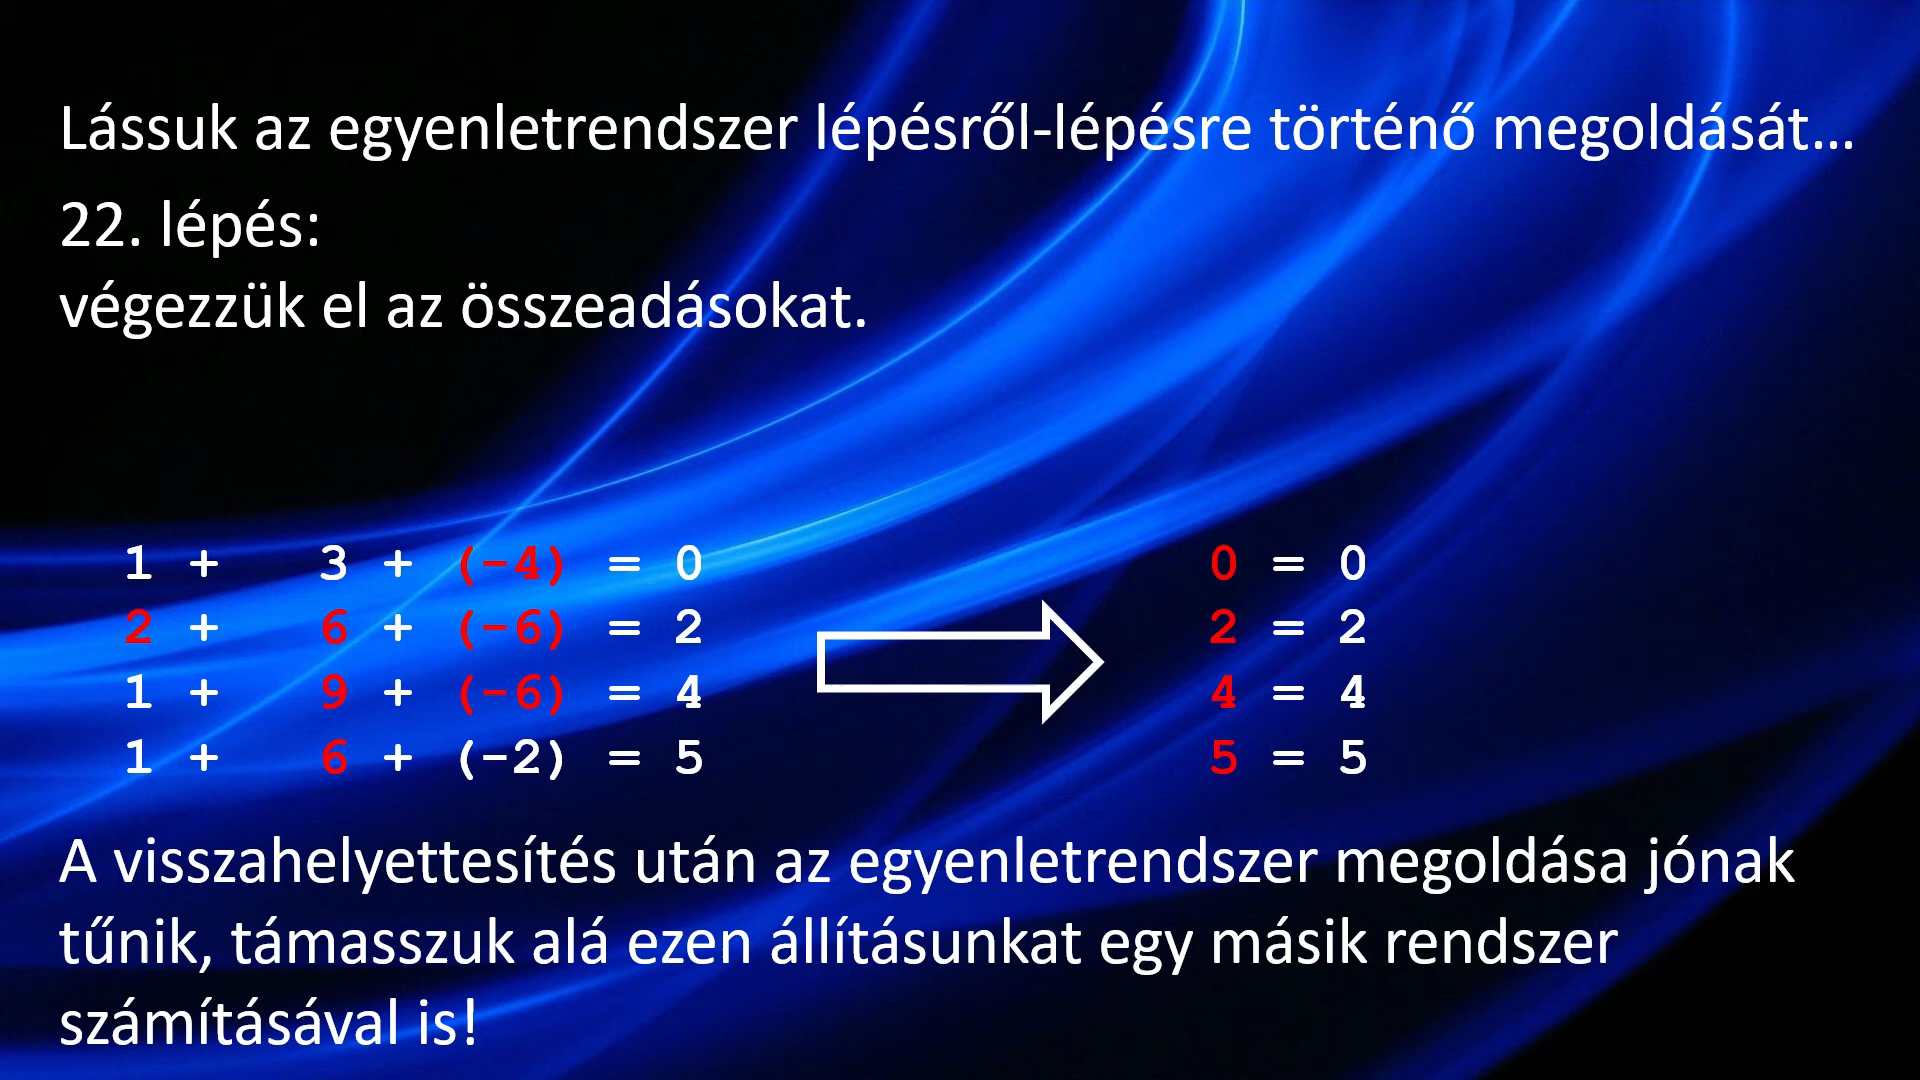 Lássuk az egyenletrendszer lépésről-lépésre történő megoldását...
22. lépés:
végezzük el az összeadásokat.
1 + 3 + (-4) = 0
2 + 6 + (-6) = 2
1 + 9 + (-6) = 4
1 + 6 + (-2) = 5
0 = 0
2 = 2
4 = 4
5 = 5
A visszahelyettesítés után az egyenletrendszer megoldása jónak
tűnik, támasszuk alá ezen állításunkat egy másik rendszer
számításával is!